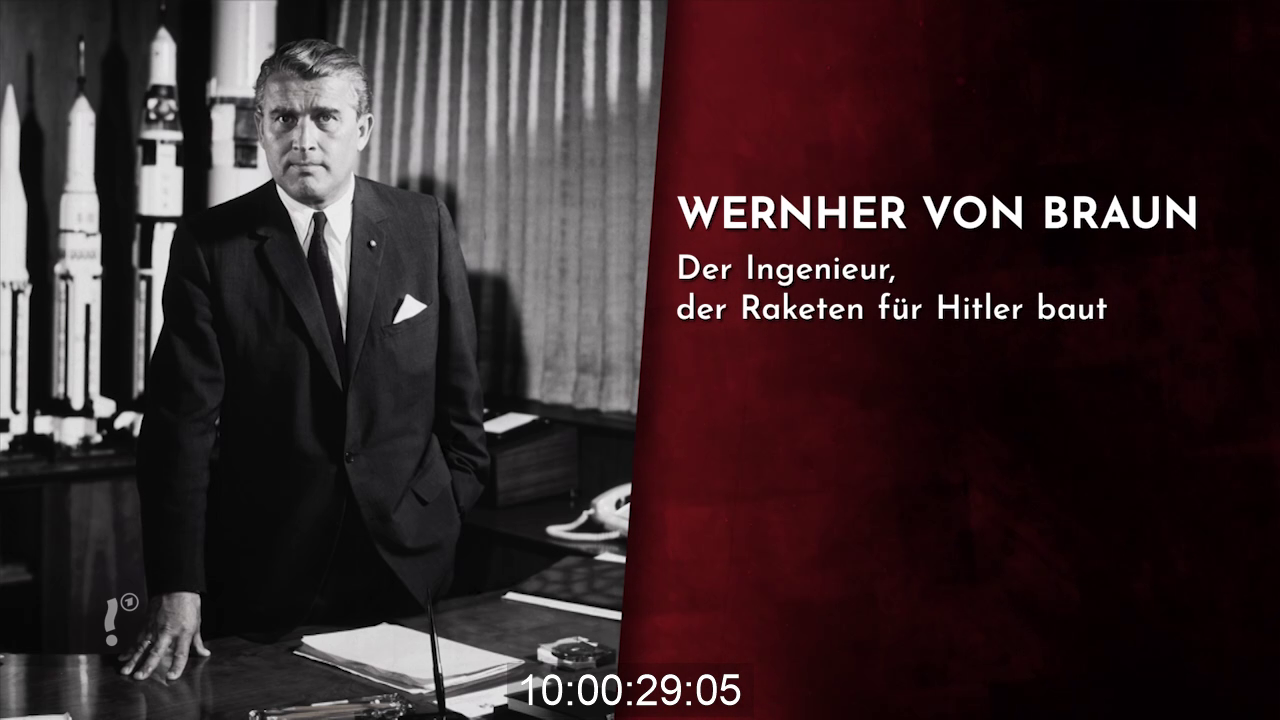 WERNHER VON BRAUN
Der Ingenieur,
der Raketen für Hitler baut
10:00:29:05